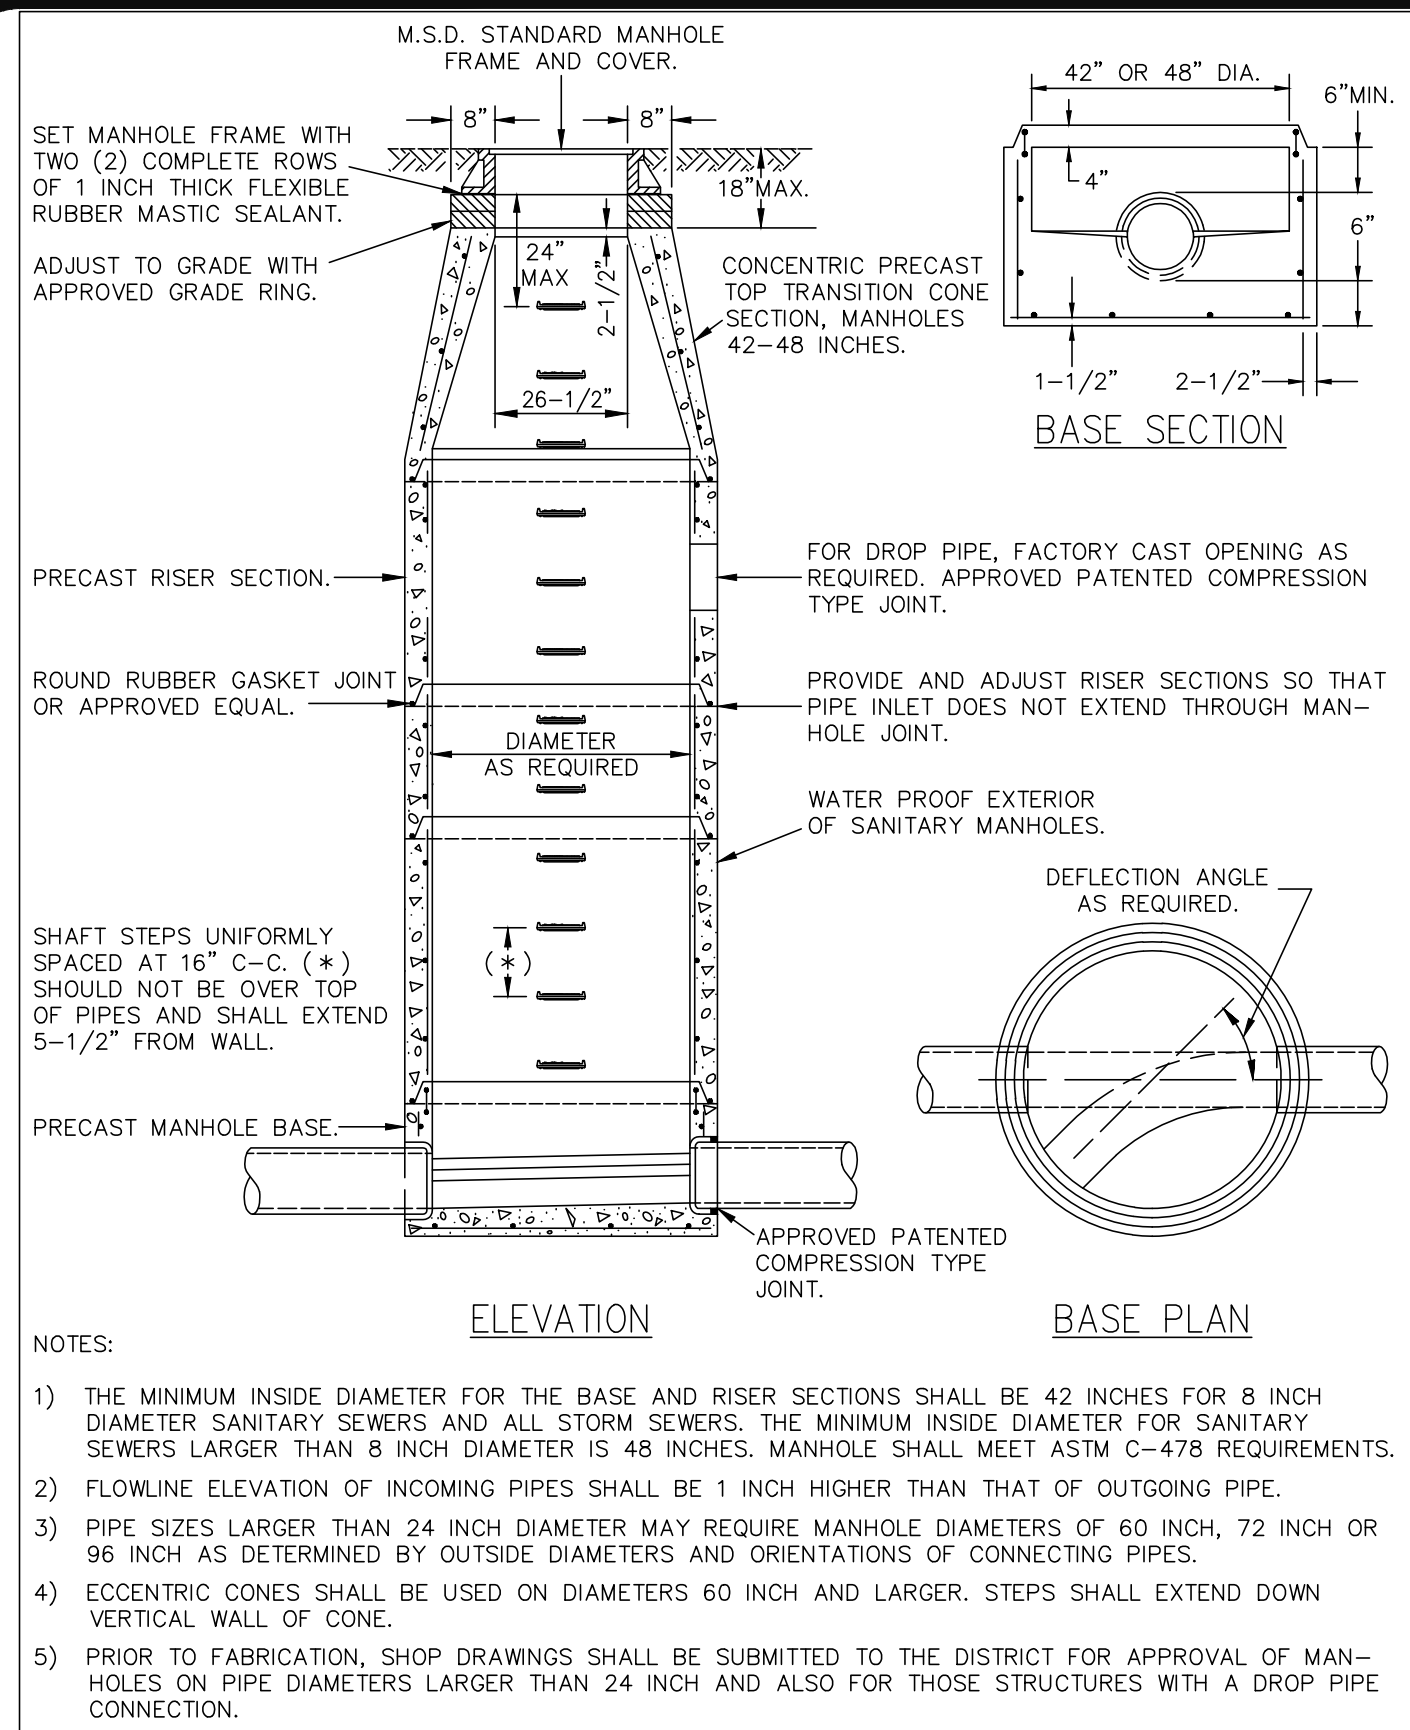 M.S.D. STANDARD MANHOLE
FRAME AND COVER.
8"
8"
SET MANHOLE FRAME WITH
TWO (2) COMPLETE ROWS
OF 1 INCH THICK FLEXIBLE
RUBBER MASTIC SEALANT.
18"MAX.
ADJUST TO GRADE WITH
APPROVED GRADE RING.
24"
MAX
2-1/2"
CONCENTRIC PRECAST
TOP TRANSITION CONE
SECTION, MANHOLES
42-48 INCHES.
26-1/2"
42" OR 48" DIA.
6"MIN.
4"
6"
1-1/2"
2-1/2"
BASE SECTION
PRECAST RISER SECTION.
FOR DROP PIPE, FACTORY CAST OPENING AS
REQUIRED. APPROVED PATENTED COMPRESSION
TYPE JOINT.
ROUND RUBBER GASKET JOINT
OR APPROVED EQUAL.
PROVIDE AND ADJUST RISER SECTIONS SO THAT
PIPE INLET DOES NOT EXTEND THROUGH MAN-
HOLE JOINT.
DIAMETER
AS REQUIRED
WATER PROOF EXTERIOR
OF SANITARY MANHOLES.
DEFLECTION ANGLE
AS REQUIRED.
SHAFT STEPS UNIFORMLY
SPACED AT 16" C-C. (*)
SHOULD NOT BE OVER TOP
OF PIPES AND SHALL EXTEND
5-1/2" FROM WALL.
(*)
PRECAST MANHOLE BASE.
APPROVED PATENTED
COMPRESSION TYPE
JOINT.
ELEVATION
BASE PLAN
NOTES:
1) THE MINIMUM INSIDE DIAMETER FOR THE BASE AND RISER SECTIONS SHALL BE 42 INCHES FOR 8 INCH
DIAMETER SANITARY SEWERS AND ALL STORM SEWERS. THE MINIMUM INSIDE DIAMETER FOR SANITARY
SEWERS LARGER THAN 8 INCH DIAMETER IS 48 INCHES. MANHOLE SHALL MEET ASTM C-478 REQUIREMENTS.
2) FLOWLINE ELEVATION OF INCOMING PIPES SHALL BE 1 INCH HIGHER THAN THAT OF OUTGOING PIPE.
3) PIPE SIZES LARGER THAN 24 INCH DIAMETER MAY REQUIRE MANHOLE DIAMETERS OF 60 INCH, 72 INCH OR
96 INCH AS DETERMINED BY OUTSIDE DIAMETERS AND ORIENTATIONS OF CONNECTING PIPES.
4) ECCENTRIC CONES SHALL BE USED ON DIAMETERS 60 INCH AND LARGER. STEPS SHALL EXTEND DOWN
VERTICAL WALL OF CONE.
5) PRIOR TO FABRICATION, SHOP DRAWINGS SHALL BE SUBMITTED TO THE DISTRICT FOR APPROVAL OF MAN-
HOLES ON PIPE DIAMETERS LARGER THAN 24 INCH AND ALSO FOR THOSE STRUCTURES WITH A DROP PIPE
CONNECTION.